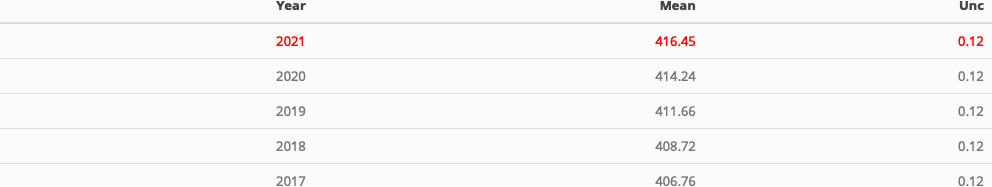 Year Mean Unc
2021 416.45 0.12
2020 414.24 0.12
2019 411.66 0.12
2018 408.72 0.12
2017 406.76 0.12